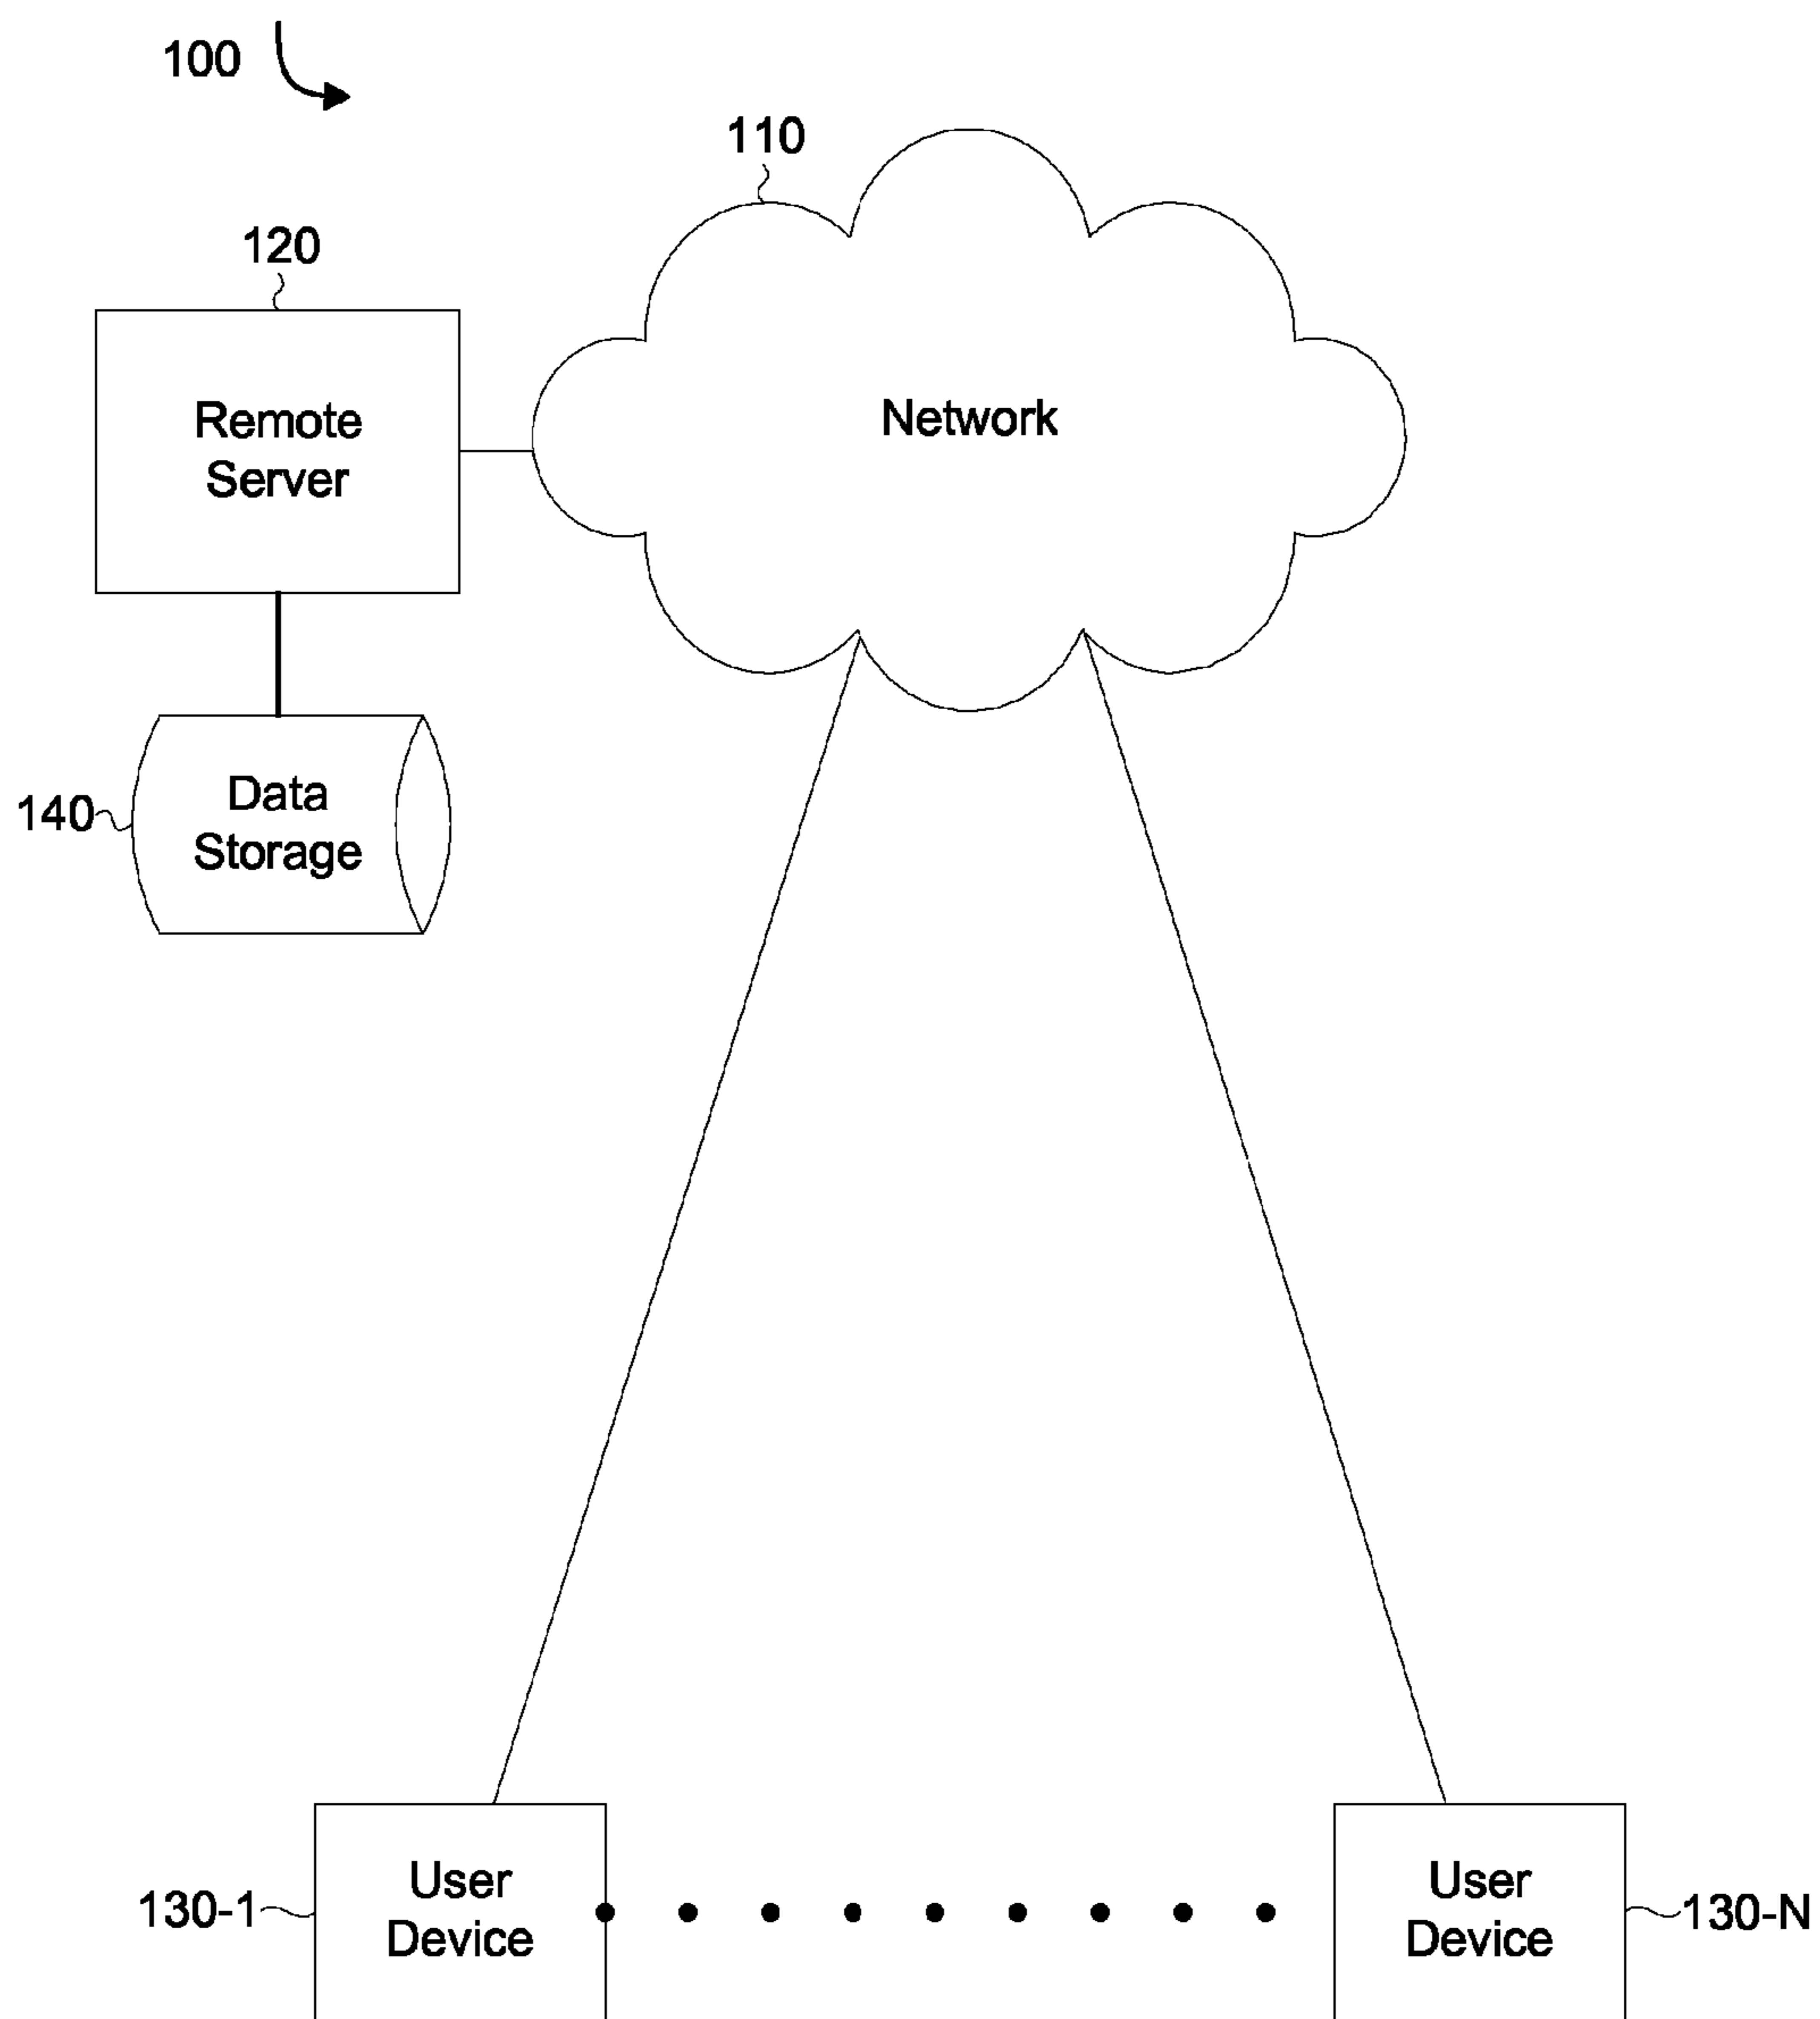 100
110
120
Remote
Server
Network
140
Data
Storage
130-1
User
Device
User
Device
130-N